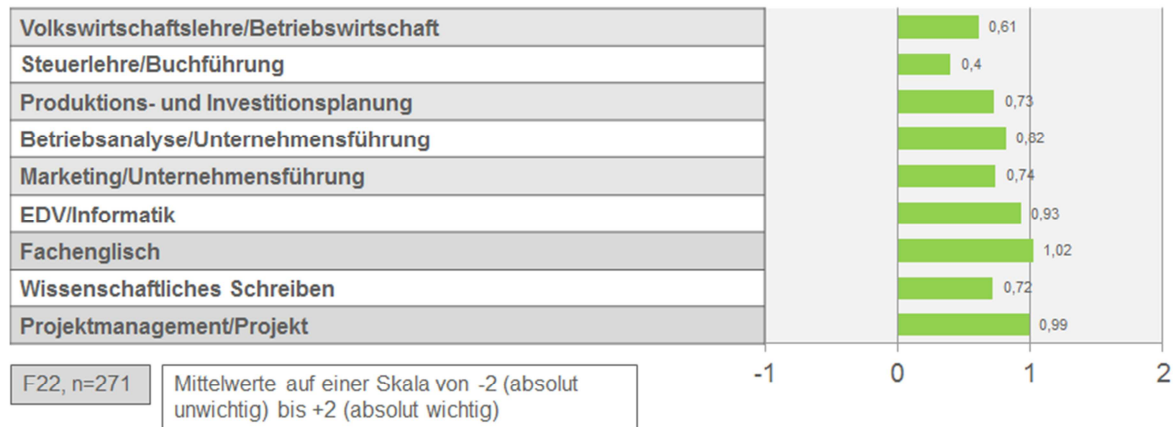 Volkswirtschaftslehre/Betriebswirtschaft 0,61
Steuerlehre/Buchführung 0,4
Produktions- und Investitionsplanung 0,73
Betriebsanalyse/Unternehmensführung 0,82
Marketing/Unternehmensführung 0,74
EDV/Informatik 0,93
Fachenglisch 1,02
Wissenschaftliches Schreiben 0,72
Projektmanagement/Projekt 0,99
-1 0 1 2
F22, n=271
Mittelwerte auf einer Skala von -2 (absolut
unwichtig) bis +2 (absolut wichtig)